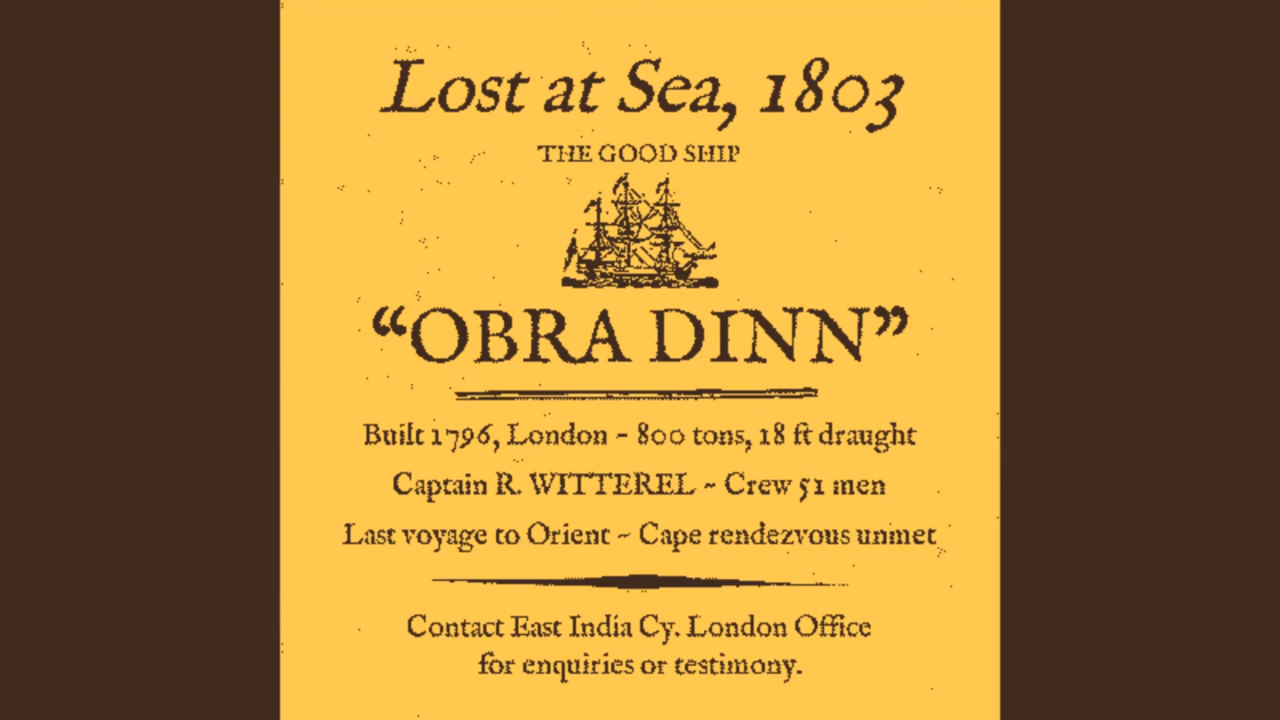 Lost at Sea, 1803
THE GOOD SHIP
“OBRA DINN”
Built 1796, London ~ 800 tons, 18 ft draught
Captain R. WITTEREL ~ Crew 51 men
Last voyage to Orient ~ Cape rendezvous unmet
Contact East India Cy. London Office
for enquiries or testimony.